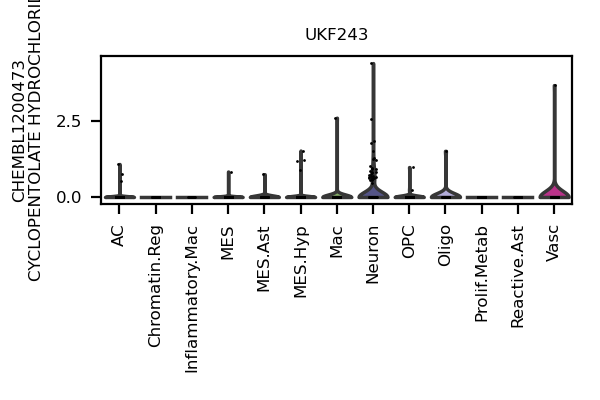 UKF243
CHEMBL1200473
CYCLOPENTOLATE
2.5
0.0
AC
Chromatin.Reg
Inflammatory.Mac
MES
MES.Ast
MES.Hyp
Mac
Neuron
OPC
Oligo
Prolif.Metab
Reactive.Ast
Vasc